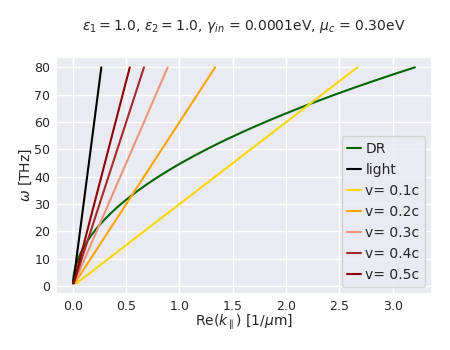 ε₁ = 1.0, ε₂ = 1.0, γᵢₙ = 0.0001eV, μ_c = 0.30eV
80
70
60
50
40
30
20
10
0
ω [THz]
DR
light
v= 0.1c
v= 0.2c
v= 0.3c
v= 0.4c
v= 0.5c
0.0 0.5 1.0 1.5 2.0 2.5 3.0
Re(k_∥) [1/μm]